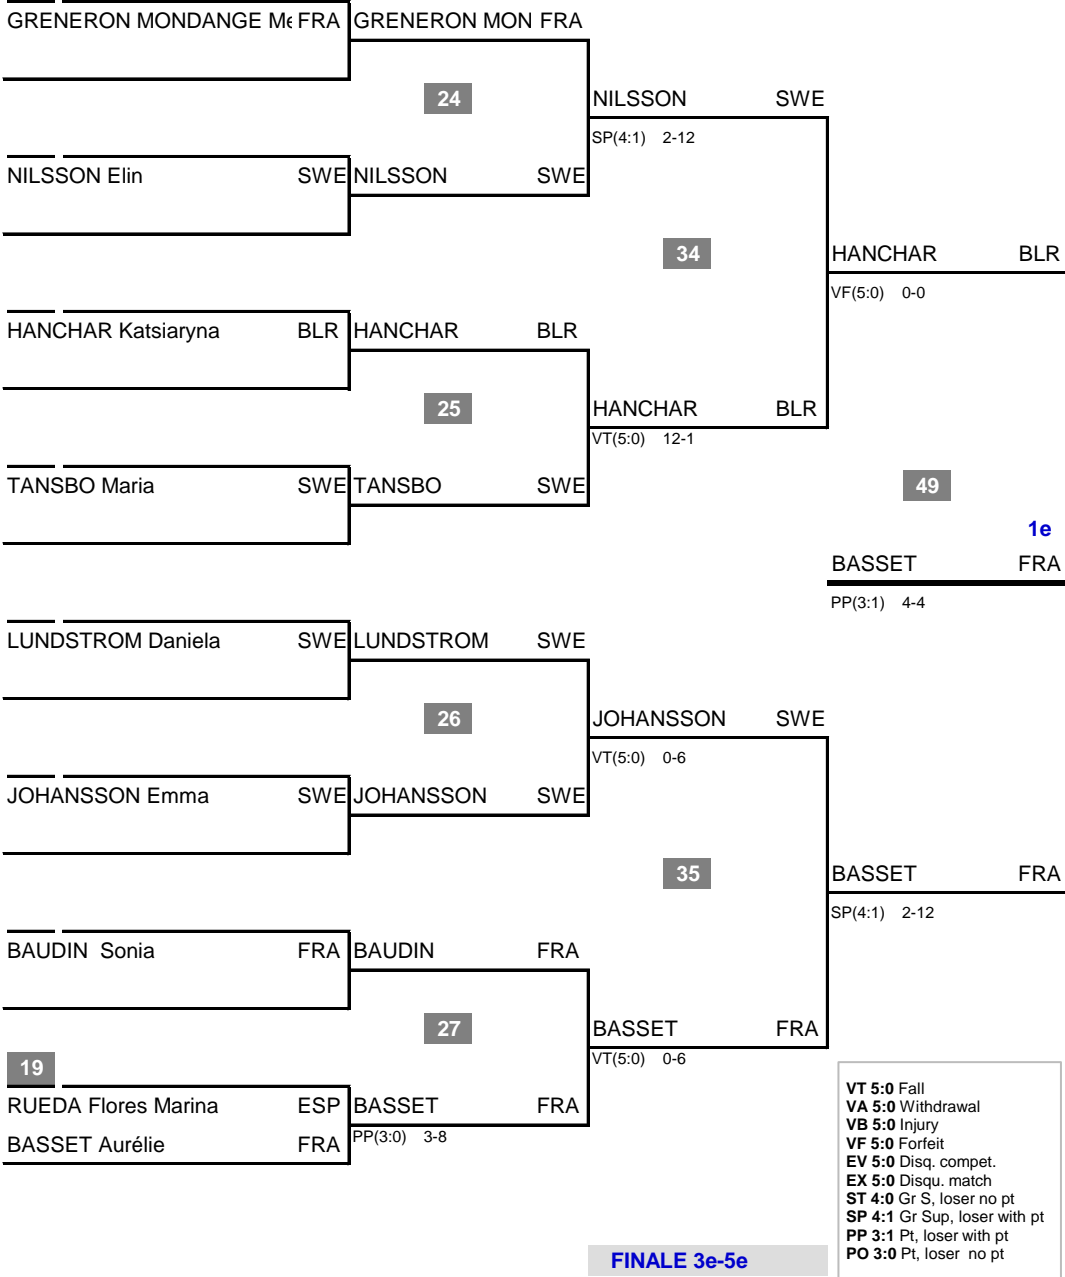 GRENERON MONDANGE Me FRA GRENERON MON FRA
24
NILSSON SWE
SP(4:1) 2-12
NILSSON Elin SWE NILSSON SWE
34
HANCHAR BLR
VF(5:0) 0-0
HANCHAR Katsiaryna BLR HANCHAR BLR
25
HANCHAR BLR
VT(5:0) 12-1
TANSBO Maria SWE TANSBO SWE
49
1e
BASSET FRA
PP(3:1) 4-4
LUNDSTROM Daniela SWE LUNDSTROM SWE
26
JOHANSSON SWE
VT(5:0) 0-6
JOHANSSON Emma SWE JOHANSSON SWE
35
BASSET FRA
SP(4:1) 2-12
BAUDIN Sonia FRA BAUDIN FRA
27
BASSET FRA
VT(5:0) 0-6
19
RUEDA Flores Marina ESP BASSET FRA
PP(3:0) 3-8
BASSET Aurélie FRA
VT 5:0 Fall
VA 5:0 Withdrawal
VB 5:0 Injury
VF 5:0 Forfeit
EV 5:0 Disq. compet.
EX 5:0 Disqu. match
ST 4:0 Gr S, loser no pt
SP 4:1 Gr Sup, loser with pt
PP 3:1 Pt, loser with pt
PO 3:0 Pt, loser no pt
FINALE 3e-5e